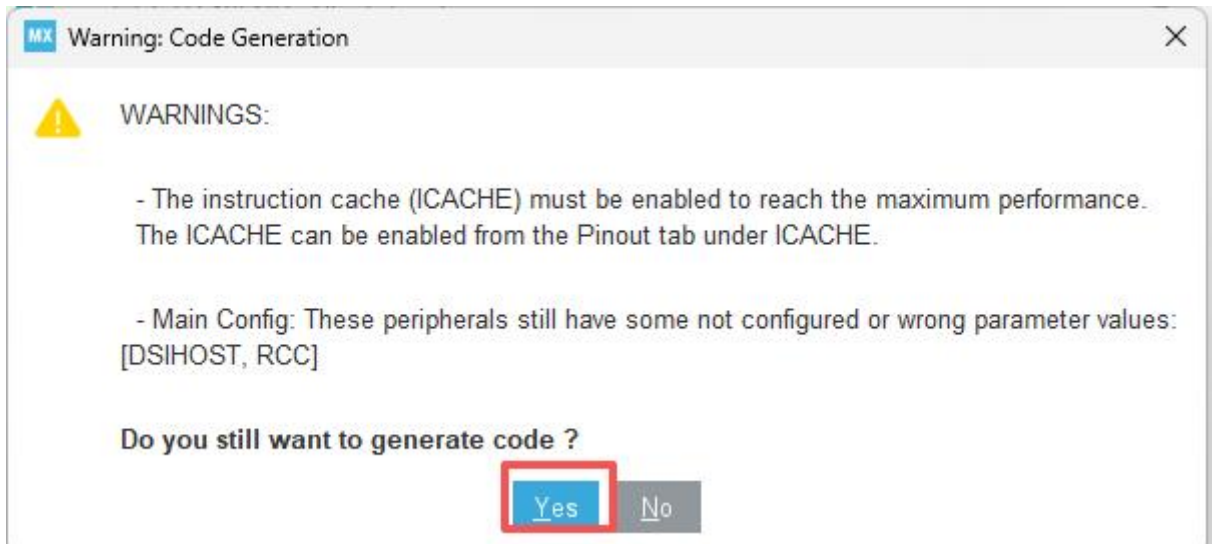 MX Warning: Code Generation
WARNINGS:
- The instruction cache (ICACHE) must be enabled to reach the maximum performance.
The ICACHE can be enabled from the Pinout tab under ICACHE.
- Main Config: These peripherals still have some not configured or wrong parameter values:
[DSIHOST, RCC]
Do you still want to generate code ?
Yes No